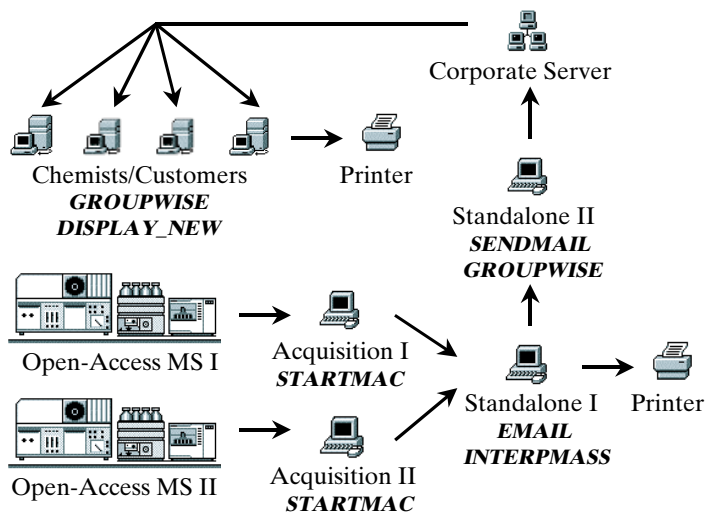 Corporate Server
Chemists/Customers
GROUPWISE
DISPLAY_NEW
Printer
Standalone II
SENDMAIL
GROUPWISE
Open-Access MS I
Acquisition I
STARTMAC
Standalone I
EMAIL
INTERPMASS
Printer
Open-Access MS II
Acquisition II
STARTMAC